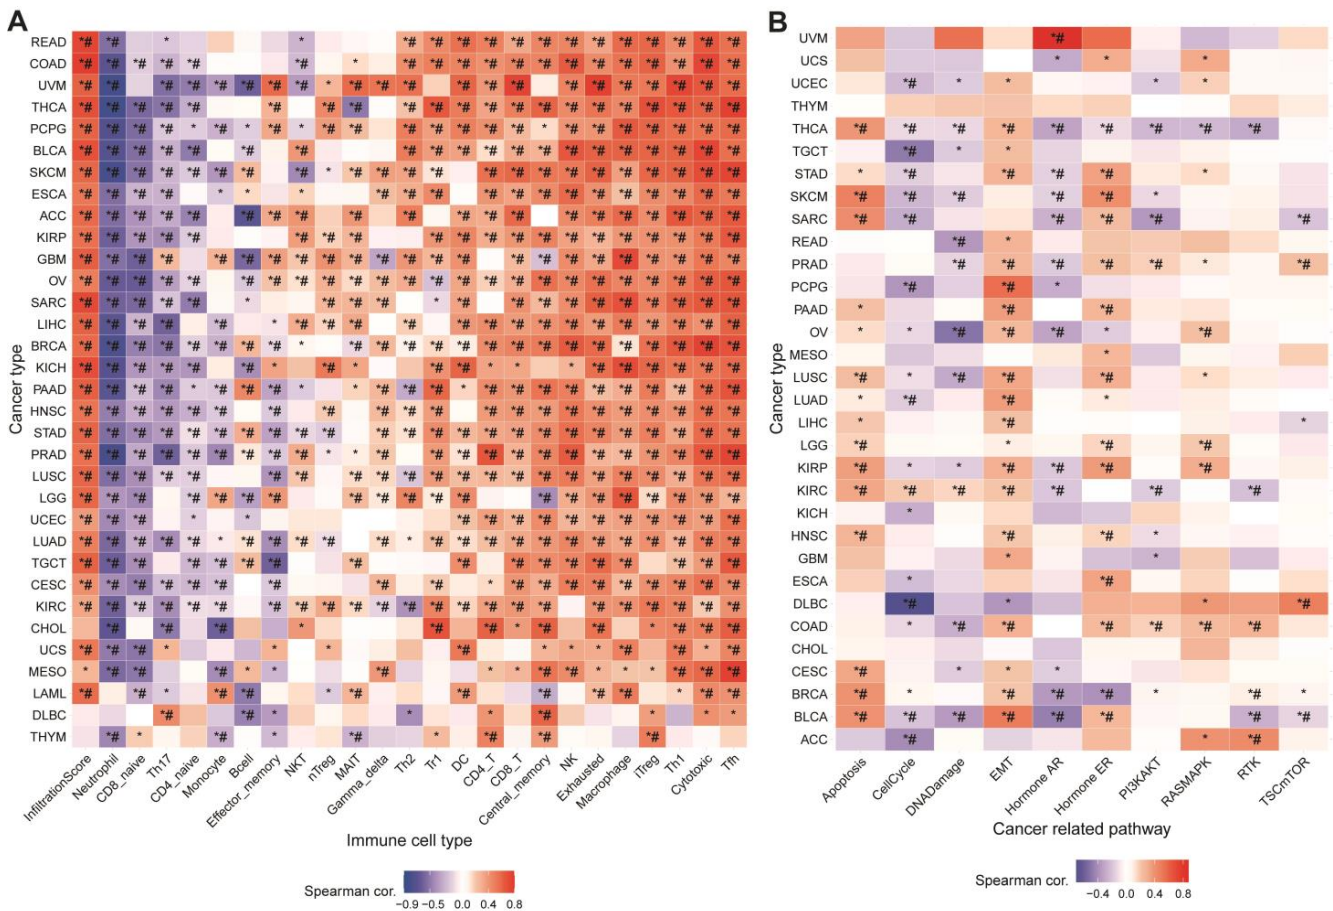 A
Cancer type
READ
COAD
UVM
THCA
PCPG
BLCA
SKCM
ESCA
ACC
KIRP
GBM
OV
SARC
LIHC
BRCA
KICH
PAAD
HNSC
STAD
PRAD
LUSC
LGG
UCEC
LUAD
TGCT
CESC
KIRC
CHOL
UCS
MESO
LAML
DLBC
THYM
InfiltrationScore
Neutrophil
CD8_naive
Th17
CD4_naive
Monocyte
Bcell
Effector_memory
NKT
nTreg
MAIT
Gamma_delta
Th2
Tr1
DC
CD4_T
CD8_T
Central_memory
NK
Exhausted
Macrophage
iTreg
Th1
Cytotoxic
Tfh
Immune cell type
Spearman cor.
−0.9 −0.5 0.0 0.4 0.8
B
Cancer type
UVM
UCS
UCEC
THYM
THCA
TGCT
STAD
SKCM
SARC
READ
PRAD
PCPG
PAAD
OV
MESO
LUSC
LUAD
LIHC
LGG
KIRP
KIRC
KICH
HNSC
GBM
ESCA
DLBC
COAD
CHOL
CESC
BRCA
BLCA
ACC
Apoptosis
CellCycle
DNADamage
EMT
Hormone AR
Hormone ER
PI3KAKT
RASMAPK
RTK
TSCmTOR
Cancer related pathway
Spearman cor.
−0.4 0.0 0.4 0.8